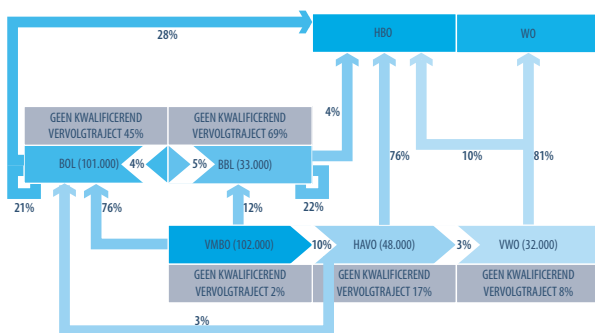 28%
HBO
WO
4%
GEEN KWALIFICEREND
VERVOLGTRAJECT 45%
GEEN KWALIFICEREND
VERVOLGTRAJECT 69%
76%
10%
81%
BOL (101.000)
4%
5%
BBL (33.000)
21%
76%
12%
22%
VMBO (102.000)
10%
HAVO (48.000)
3%
VWO (32.000)
GEEN KWALIFICEREND
VERVOLGTRAJECT 2%
GEEN KWALIFICEREND
VERVOLGTRAJECT 17%
GEEN KWALIFICEREND
VERVOLGTRAJECT 8%
3%